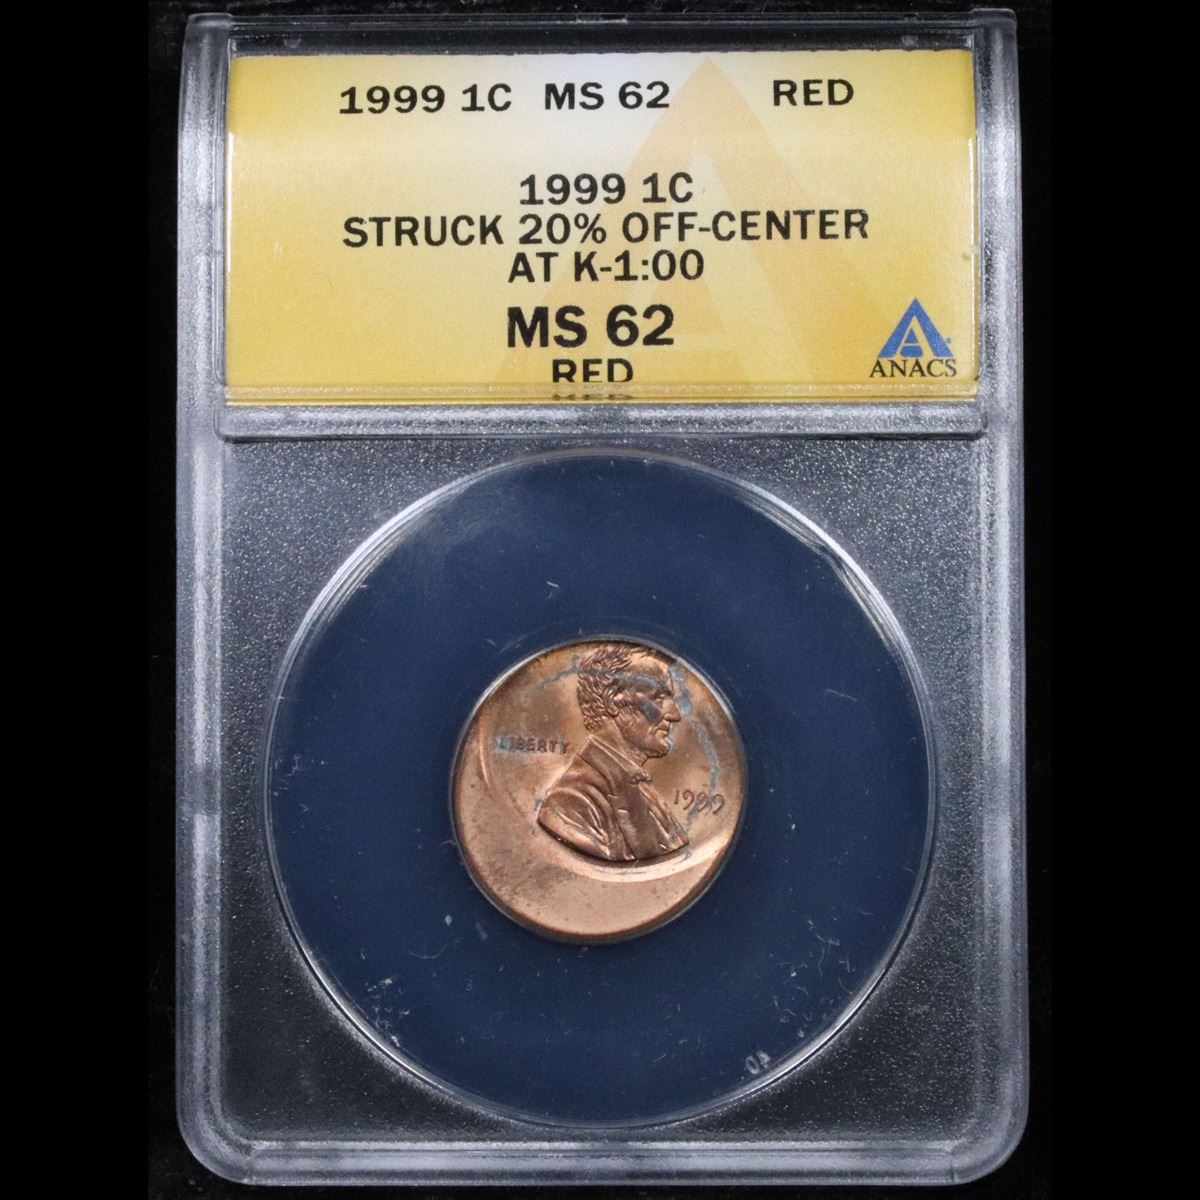 1999 1C MS 62 RED
1999 1C
STRUCK 20% OFF-CENTER
AT K-1:00
MS 62
RED
ANACS
LIBERTY
1999